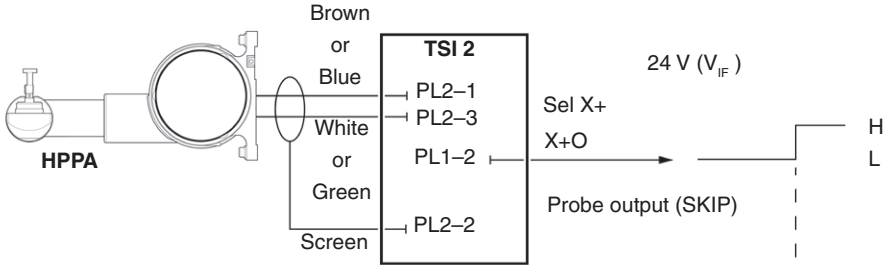 Brown
or
Blue
TSI 2
24 V (VIF )
PL2–1
Sel X+
PL2–3
White
H
X+O
HPPA
or
PL1–2
L
Green
Probe output (SKIP)
PL2–2
Screen